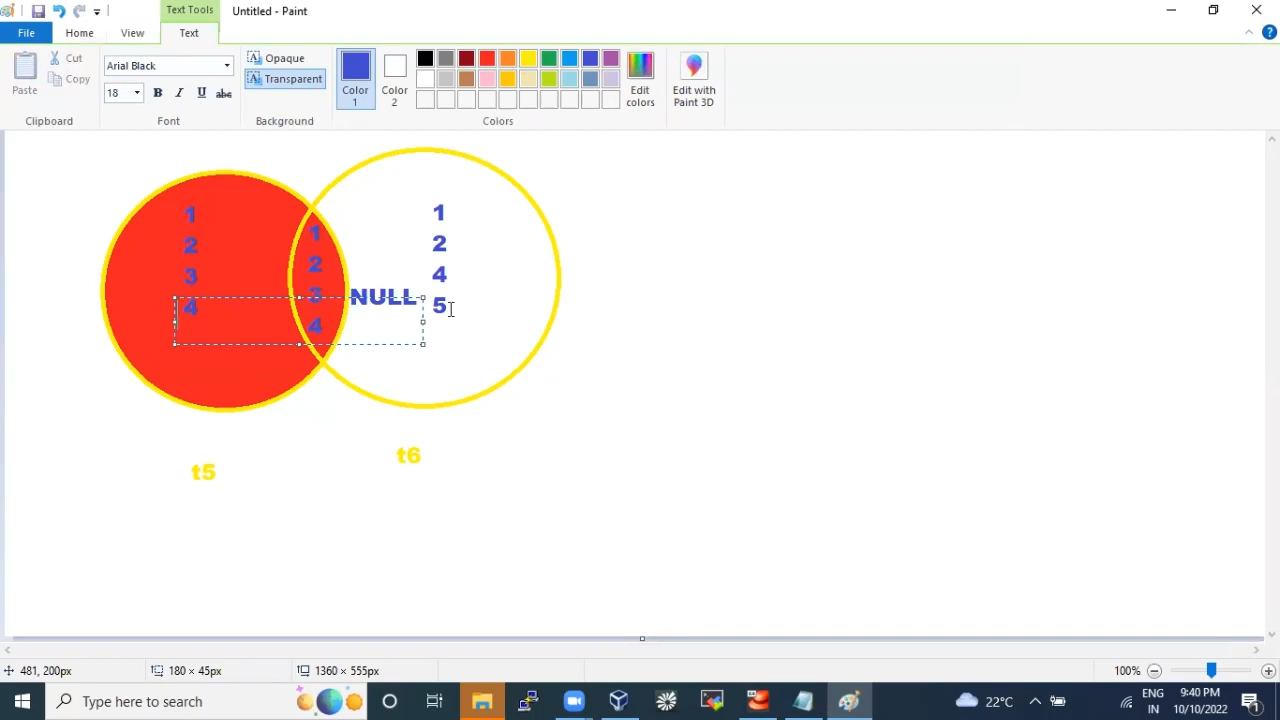 Text Tools
Untitled - Paint
File
Home
View
Text
Paste
Cut
Copy
Clipboard
Arial Black
18
B I U abc
Font
Opaque
Transparent
Background
Color 1
Color 2
Edit colors
Colors
Edit with Paint 3D
1
2
3
4
1
2
3
4
NULL
1
2
4
5
t5
t6
481, 200px
180 × 45px
1360 × 555px
100%
Type here to search
22°C
ENG
IN
9:40 PM
10/10/2022
1